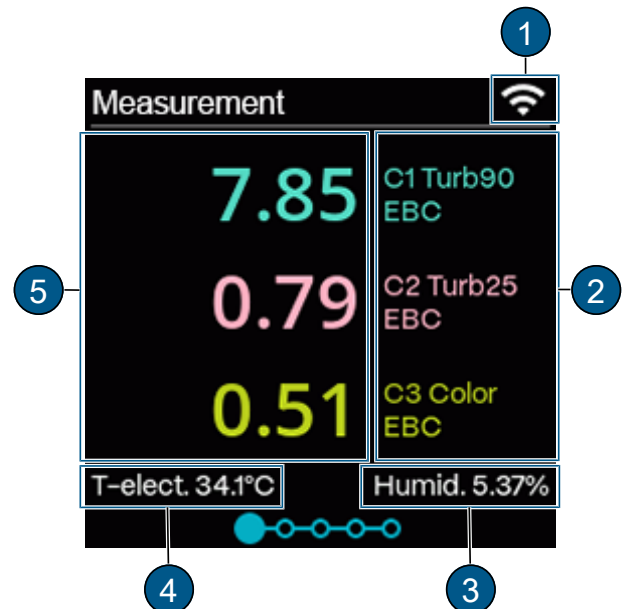 1
Measurement
7.85 C1 Turb90
EBC
5
0.79 C2 Turb25
EBC
2
0.51 C3 Color
EBC
T-elect. 34.1°C Humid. 5.37%
4 3